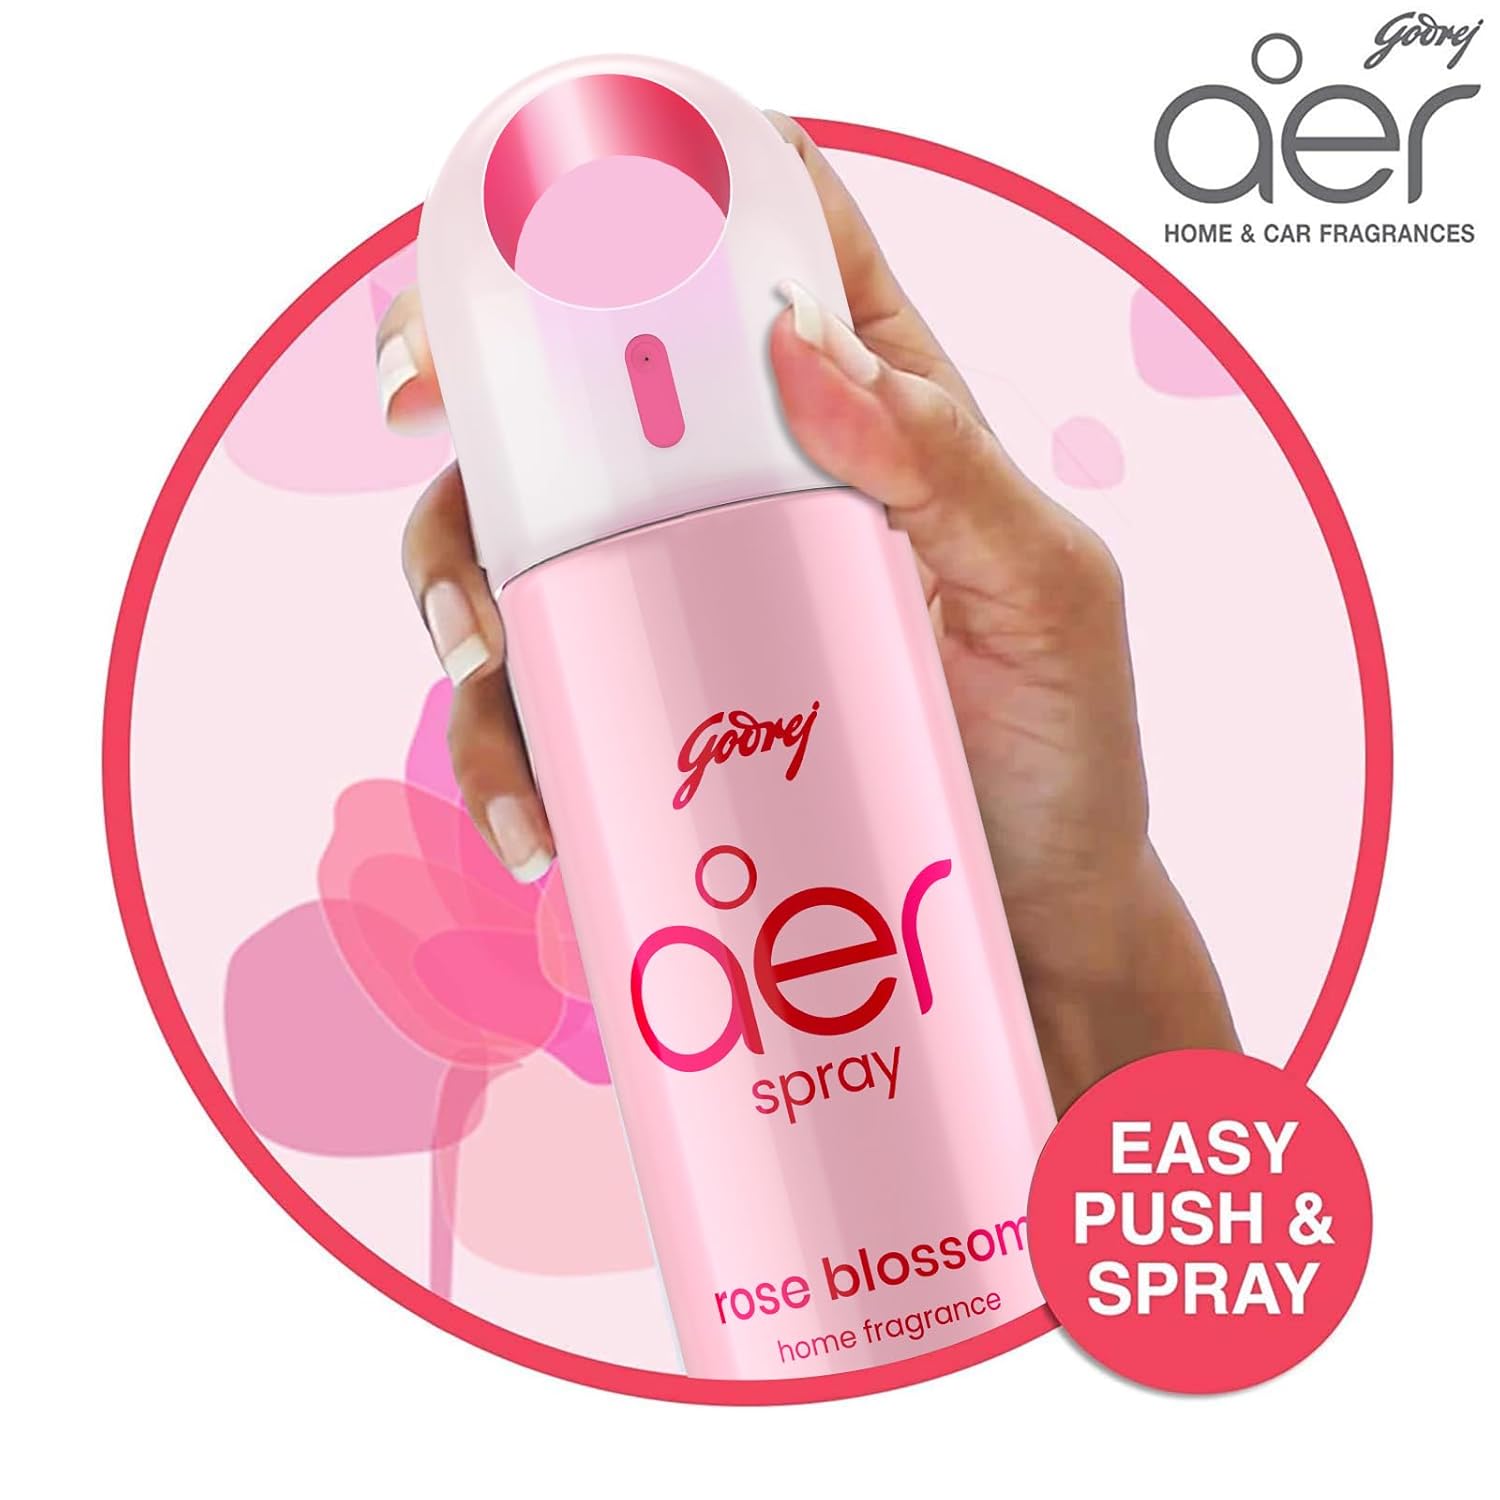 Godrej
aer
HOME & CAR FRAGRANCES
Godrej
aer
spray
rose blossom
home fragrance
EASY
PUSH &
SPRAY